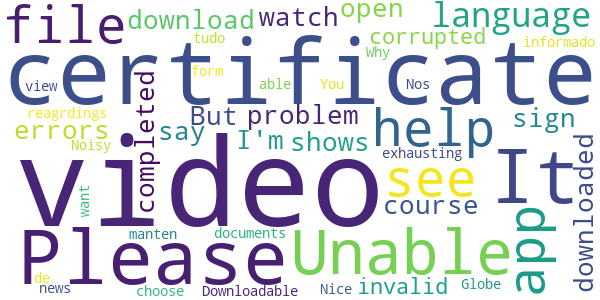 file download watch open language
tudo corrupted informado
certificate
Why
view form able You Nos
reagrdings
errors say But problem help sign
Noisy I'm shows
completed exhausting
video see It
want course
downloaded
Please Unable app
manten documents
de invalid Globe
news choose Downloadable Nice